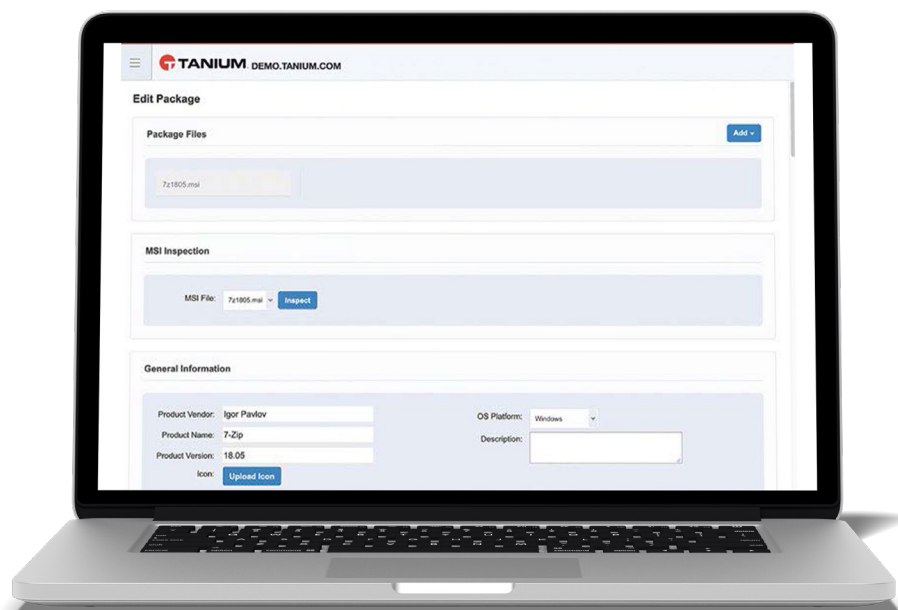 TANIUM DEMO.TANIUM.COM
Edit Package
Package Files
Add
7z1805.msi
MSI Inspection
MSI File: 7z1805.msi Inspect
General Information
Product Vendor: Igor Pavlov
OS Platform: Windows
Product Name: 7-Zip
Description:
Product Version: 18.05
Icon: Upload Icon